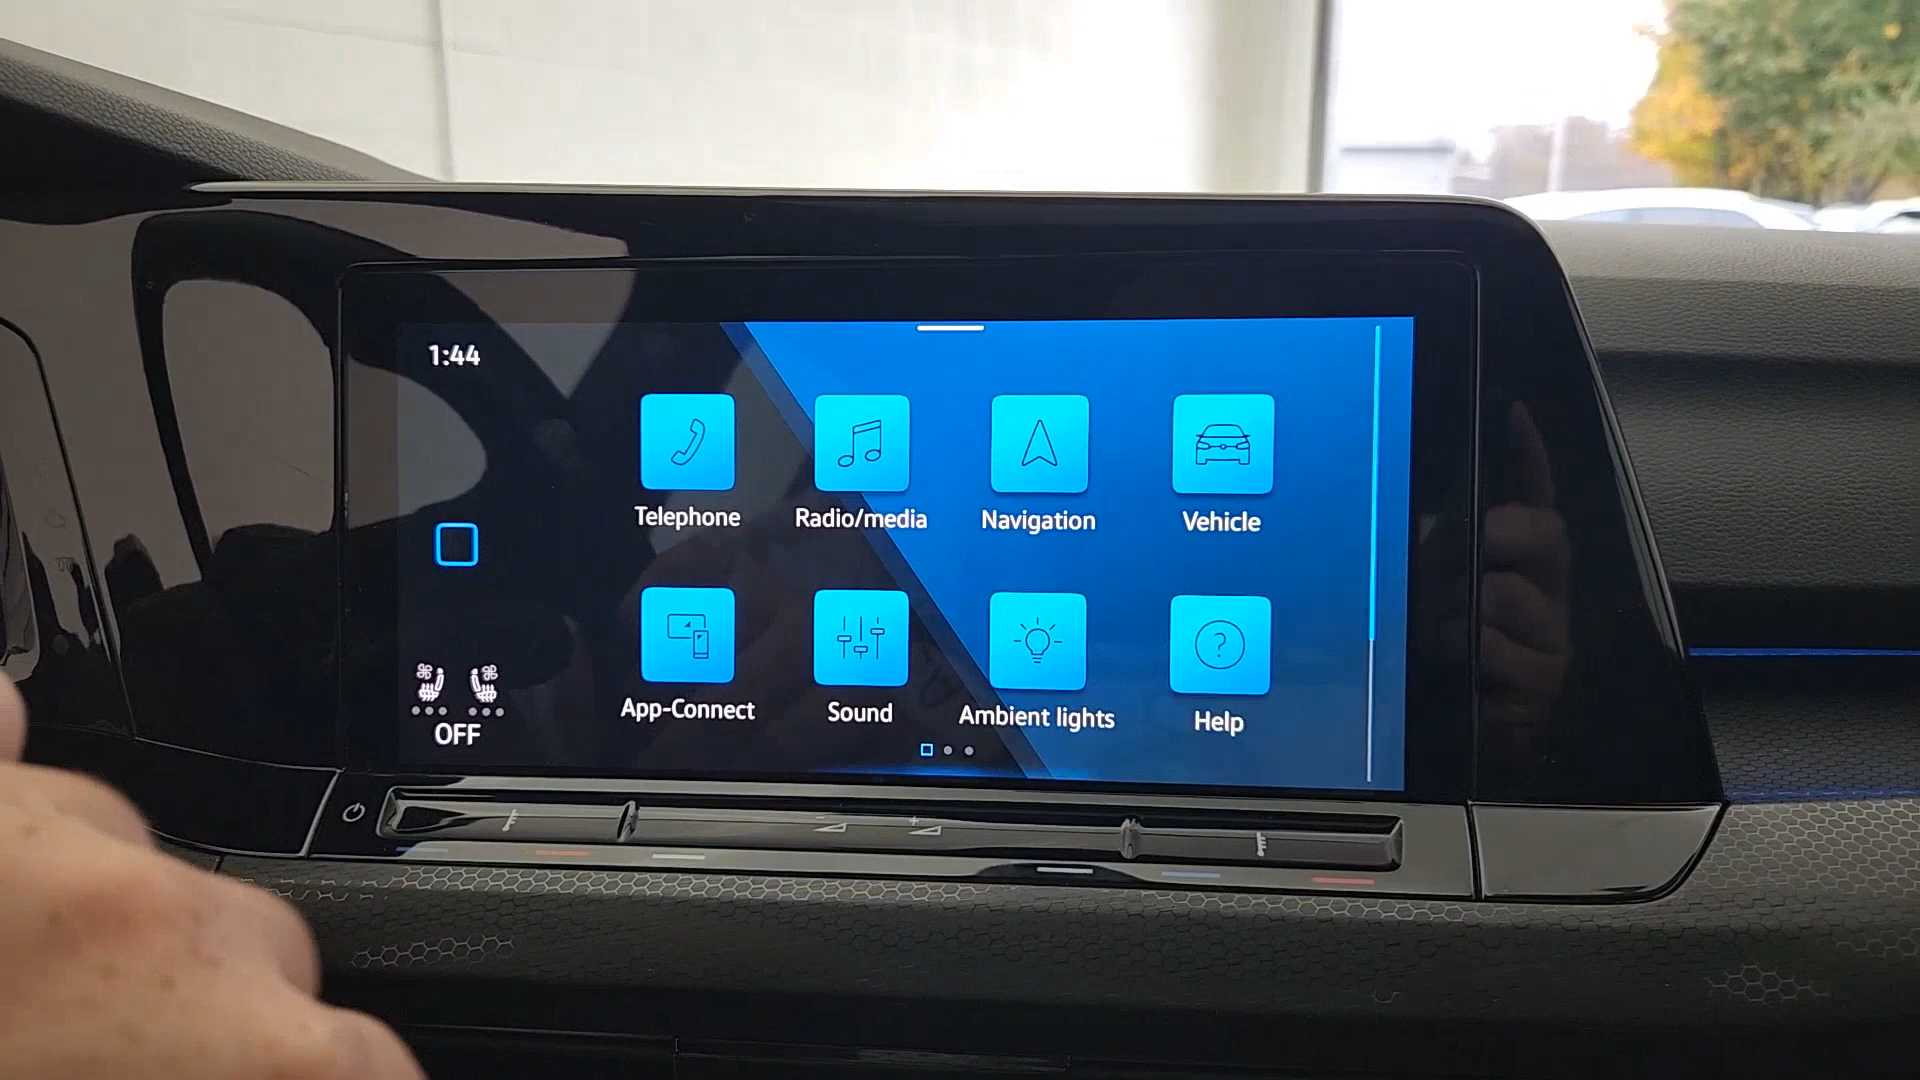 1:44
Telephone
Radio/media
Navigation
Vehicle
App-Connect
Sound
Ambient lights
Help
OFF